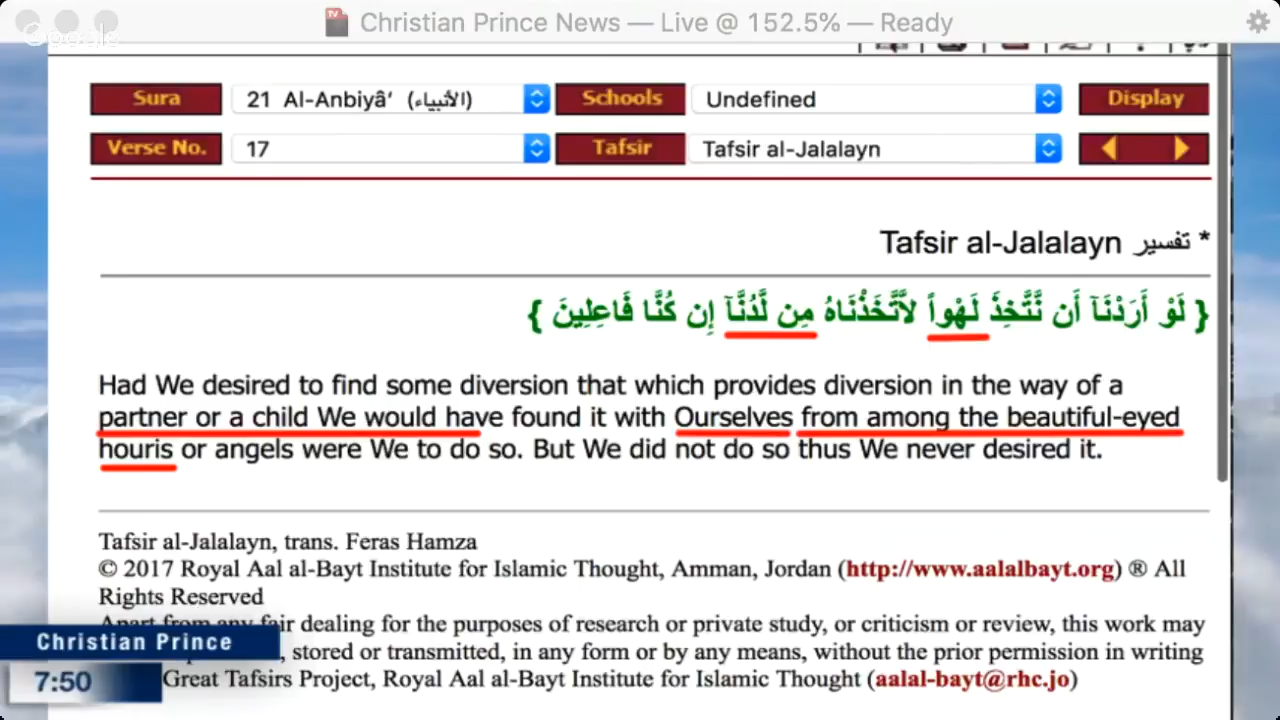 Christian Prince News — Live @ 152.5% — Ready
Google
Sura 21 Al-Anbiyâ’ (الأنبياء) Schools Undefined Display
Verse No. 17 Tafsir Tafsir al-Jalalayn
* تفسير Tafsir al-Jalalayn
{ لَوْ أَرَدْنَآ أَن نَّتَّخِذَ لَهْواً لاَّتَّخَذْنَاهُ مِن لَّدُنَّآ إِن كُنَّا فَاعِلِينَ }
Had We desired to find some diversion that which provides diversion in the way of a
partner or a child We would have found it with Ourselves from among the beautiful-eyed
houris or angels were We to do so. But We did not do so thus We never desired it.
Tafsir al-Jalalayn, trans. Feras Hamza
© 2017 Royal Aal al-Bayt Institute for Islamic Thought, Amman, Jordan (http://www.aalalbayt.org) ® All
Rights Reserved
Apart from any fair dealing for the purposes of research or private study, or criticism or review, this work may
, stored or transmitted, in any form or by any means, without the prior permission in writing
Great Tafsirs Project, Royal Aal al-Bayt Institute for Islamic Thought (aalal-bayt@rhc.jo)
Christian Prince
7:50